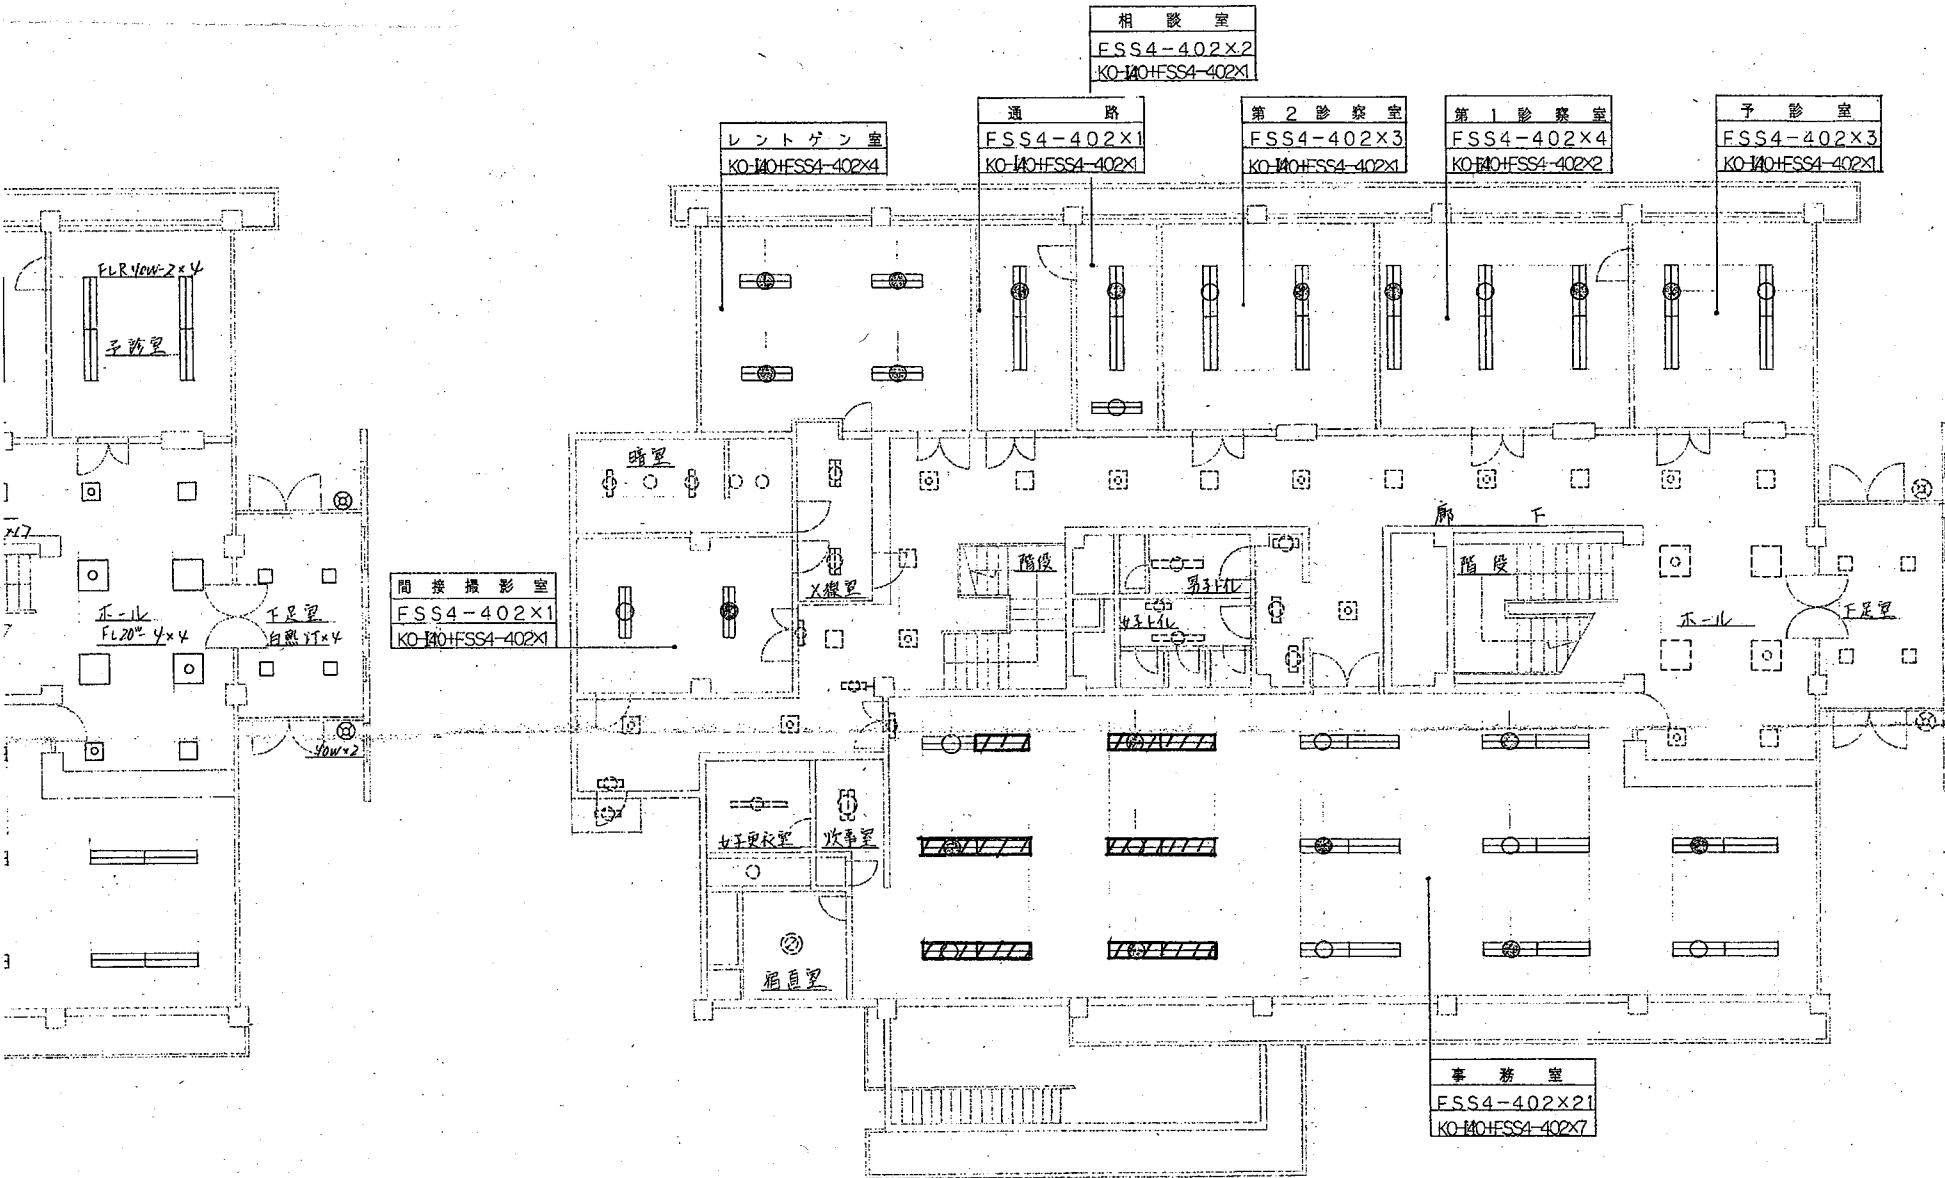 相談室
FSS4-402×2
KO-140+FSS4-402×1
レントゲン室
KO-140+FSS4-402×4
通路
FSS4-402×1
KO-140+FSS4-402×1
第2診察室
FSS4-402×3
KO-140+FSS4-402×1
第1診察室
FSS4-402×4
KO-140+FSS4-402×2
予診室
FSS4-402×3
KO-140+FSS4-402×1
FLR40W-2×4
予診室
暗室
×17
廊下
階段
男子トイレ
階段
X線室
女子トイレ
間接撮影室
FSS4-402×1
KO-140+FSS4-402×1
ホール
FL20W 4×4
下足室
白熱灯×4
ホール
下足室
40W×2
女子更衣室
炊事室
宿直室
事務室
FSS4-402×21
KO-140+FSS4-402×7